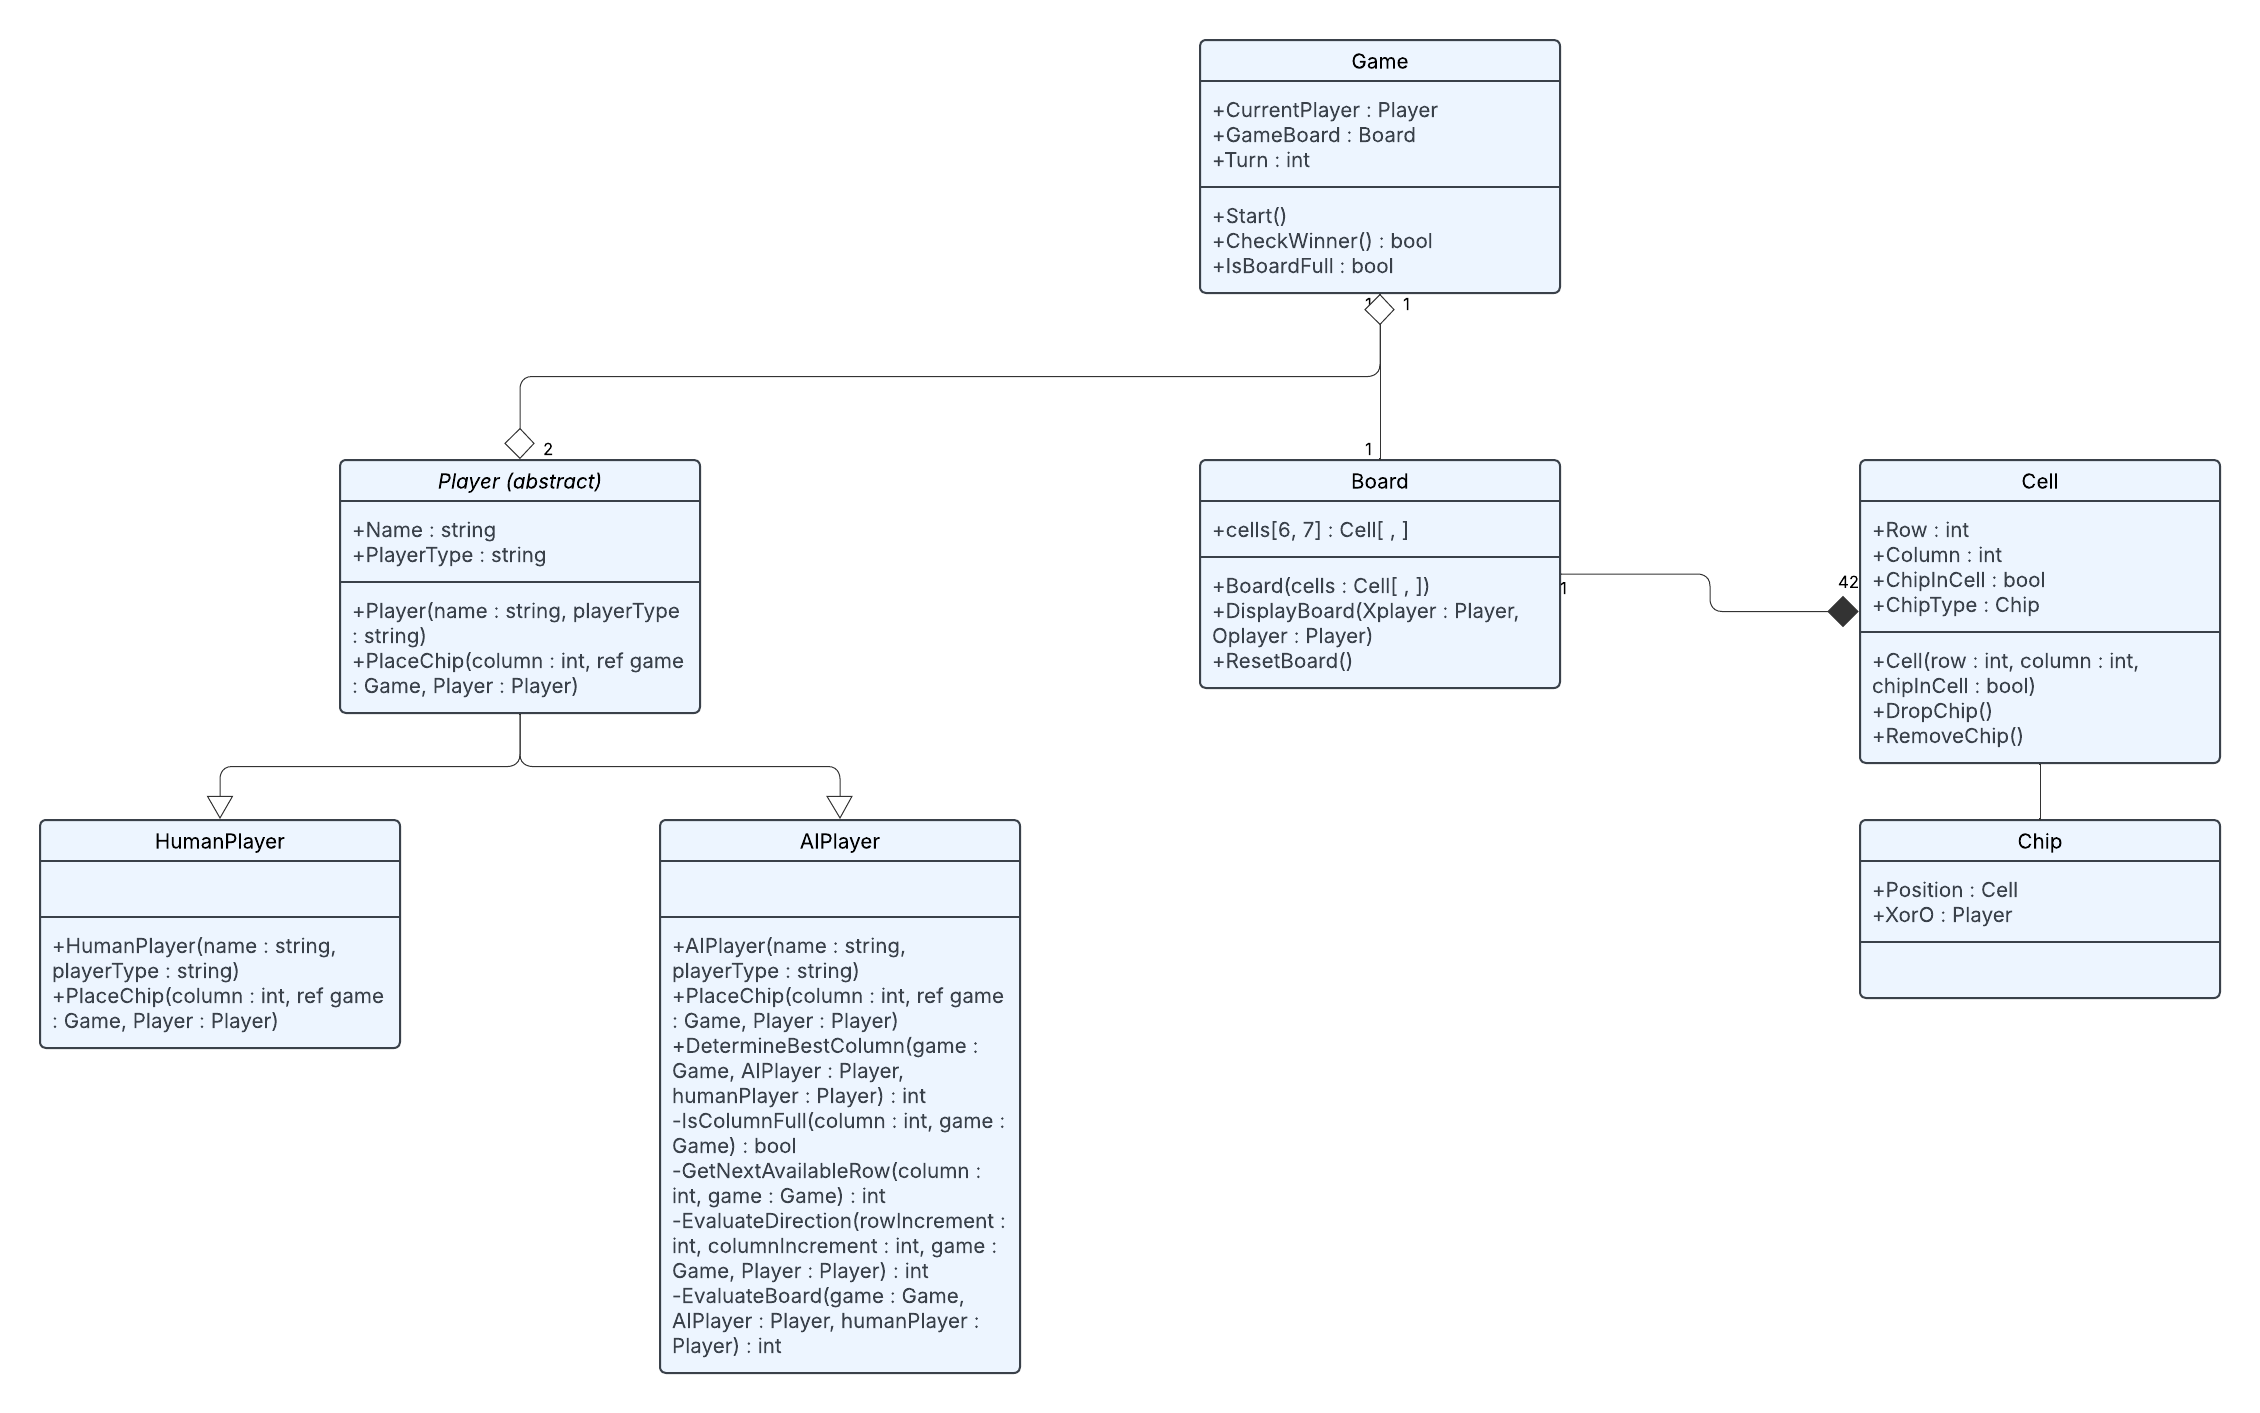 Game
+CurrentPlayer : Player
+GameBoard : Board
+Turn : int
+Start()
+CheckWinner() : bool
+IsBoardFull : bool
1
1
2
1
Player (abstract)
+Name : string
+PlayerType : string
+Player(name : string, playerType
: string)
+PlaceChip(column : int, ref game
: Game, Player : Player)
Board
+cells[6, 7] : Cell[ , ]
+Board(cells : Cell[ , ])
+DisplayBoard(Xplayer : Player,
Oplayer : Player)
+ResetBoard()
1
42
Cell
+Row : int
+Column : int
+ChipInCell : bool
+ChipType : Chip
+Cell(row : int, column : int,
chipInCell : bool)
+DropChip()
+RemoveChip()
HumanPlayer
+HumanPlayer(name : string,
playerType : string)
+PlaceChip(column : int, ref game
: Game, Player : Player)
AIPlayer
+AIPlayer(name : string,
playerType : string)
+PlaceChip(column : int, ref game
: Game, Player : Player)
+DetermineBestColumn(game :
Game, AIPlayer : Player,
humanPlayer : Player) : int
-IsColumnFull(column : int, game :
Game) : bool
-GetNextAvailableRow(column :
int, game : Game) : int
-EvaluateDirection(rowIncrement :
int, columnIncrement : int, game :
Game, Player : Player) : int
-EvaluateBoard(game : Game,
AIPlayer : Player, humanPlayer :
Player) : int
Chip
+Position : Cell
+XorO : Player